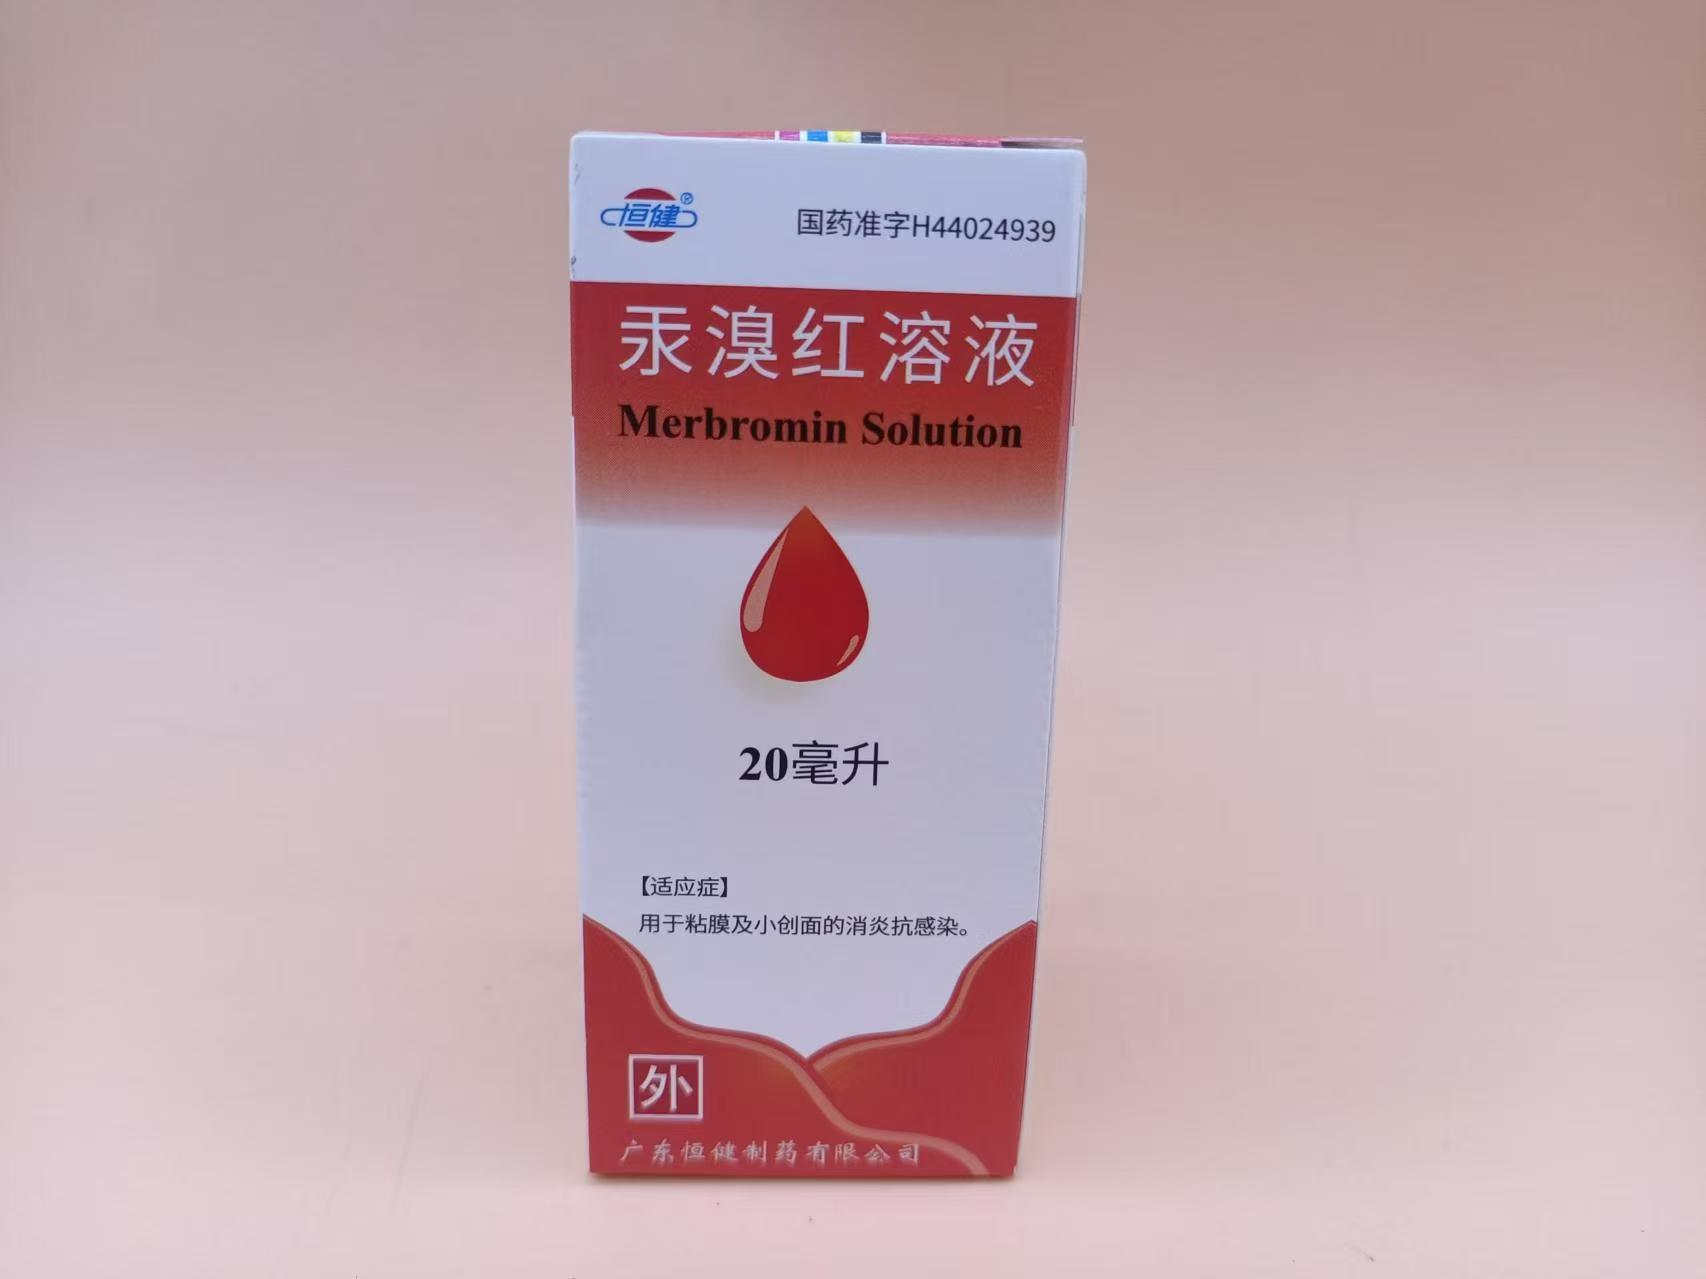 恒健®
国药准字H44024939
汞溴红溶液
Merbromin Solution
20毫升
【适应症】
用于粘膜及小创面的消炎抗感染。
外
广东恒健制药有限公司